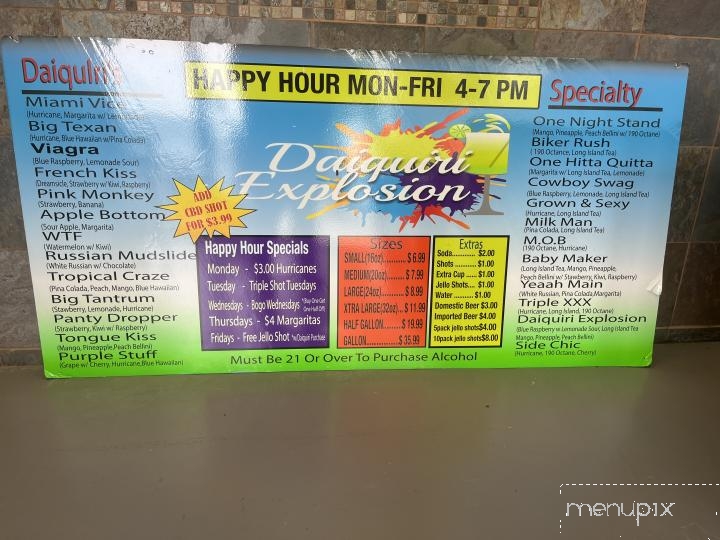 HAPPY HOUR MON-FRI 4-7 PM
Daiquiri's
Miami Vice
(Hurricane, Margarita w/ Lemonade)
Big Texan
(Hurricane, Blue Hawaiian w/Pina Colada)
Viagra
(Blue Raspberry, Lemonade Sour)
French Kiss
(Dreamsicle, Strawberry w/ Kiwi, Raspberry)
Pink Monkey
(Strawberry, Banana)
Apple Bottom
(Sour Apple, Margarita)
WTF
(Watermelon w/ Kiwi)
Russian Mudslide
(White Russian w/ Chocolate)
Tropical Craze
(Pina Colada, Peach, Mango, Blue Hawaiian)
Big Tantrum
(Stawberry, Lemonade, Hurricane)
Panty Dropper
(Strawberry, Kiwi w/ Raspberry)
Tongue Kiss
(Mango, Pineapple, Peach Bellini)
Purple Stuff
(Grape w/ Cherry, Hurricane, Blue Hawaiian)
Daiquiri
Explosion
ADD
CBD SHOT
FOR $3.99
Happy Hour Specials
Monday - $3.00 Hurricanes
Tuesday - Triple Shot Tuesdays
Wednesdays - Bogo Wednesdays *(Buy One Get One Half Off)
Thursdays - $4 Margaritas
Fridays - Free Jello Shot *w/Daiquiri Purchase
Sizes
SMALL(16oz)........$ 6.99
MEDIUM(20oz)........$ 7.99
LARGE(24oz)........$ 8.99
XTRA LARGE(32oz)...$ 11.99
HALF GALLON.......$ 19.99
GALLON..........$ 35.99
Extras
Soda..........$2.00
Shots..........$1.00
Extra Cup......$1.00
Jello Shots....$1.00
Water..........$1.00
Domestic Beer $3.00
Imported Beer $4.00
5pack jello shots$4.00
10pack jello shots$8.00
Must Be 21 Or Over To Purchase Alcohol
Specialty
One Night Stand
(Mango, Pineapple, Peach Bellini w/ 190 Octane)
Biker Rush
(190 Octance, Long Island Tea)
One Hitta Quitta
(Margarita w/ Long Island Tea, Lemonade)
Cowboy Swag
(Blue Raspberry, Lemonade, Long Island Tea)
Grown & Sexy
(Hurricane, Long Island Tea)
Milk Man
(Pina Colada, Long Island Tea)
M.O.B
(190 Octane, Hurricane)
Baby Maker
(Long Island Tea, Mango, Pineapple,
Peach Bellini w/ Stawberry, Kiwi, Raspberry)
Yeaah Main
(White Russian, Pina Colada,Margarita)
Triple XXX
(Hurricane, Long Island, 190 Octane)
Daiquiri Explosion
(Blue Raspberry w/ Lemonade Sour, Long Island Tea
Mango, Pineapple, Peach Bellini)
Side Chic
(Hurricane, 190 Octane, Cherry)
menupix